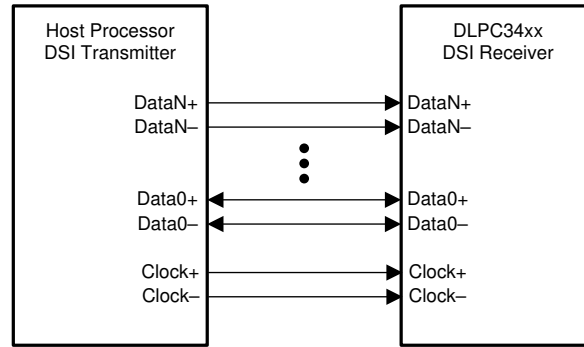 Host Processor
DSI Transmitter
DataN+
DataN–
Data0+
Data0–
Clock+
Clock–
DLPC34xx
DSI Receiver
DataN+
DataN–
Data0+
Data0–
Clock+
Clock–